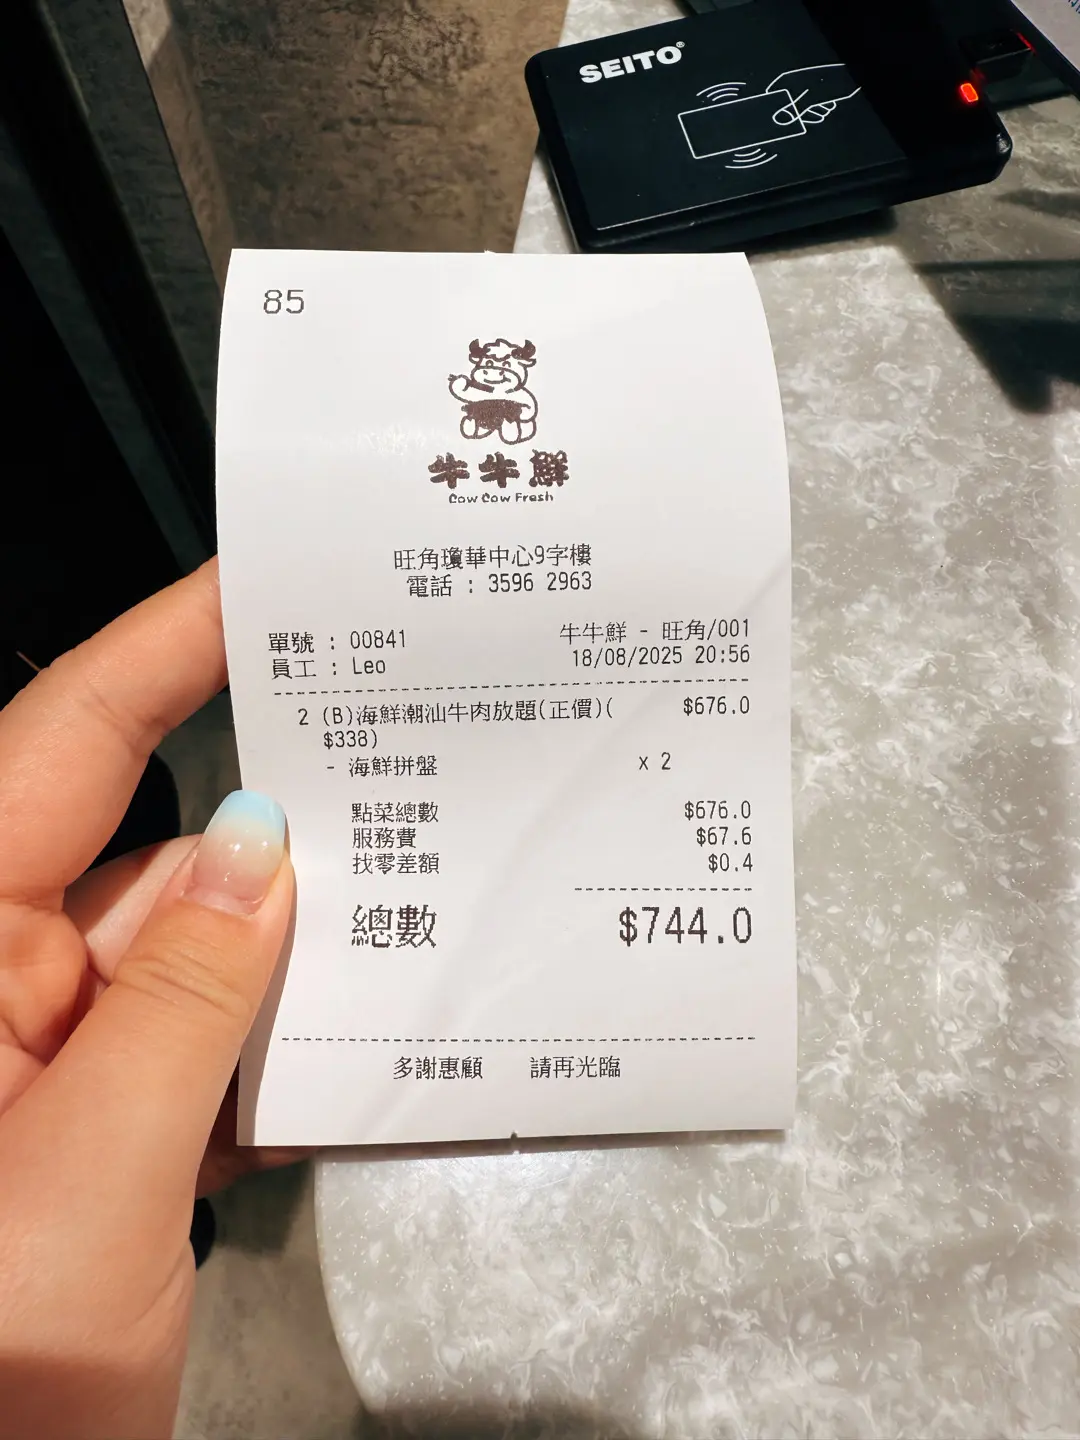 SEITO®
85
牛牛鮮
Cow Cow Fresh
旺角瓊華中心9字樓
電話 : 3596 2963
單號 : 00841
牛牛鮮 - 旺角/001
員工 : Leo
18/08/2025 20:56
2 (B)海鮮潮汕牛肉放題(正價)( $676.0
$338)
- 海鮮拼盤 x 2
點菜總數 $676.0
服務費 $67.6
找零差額 $0.4
總數 $744.0
多謝惠顧 請再光臨